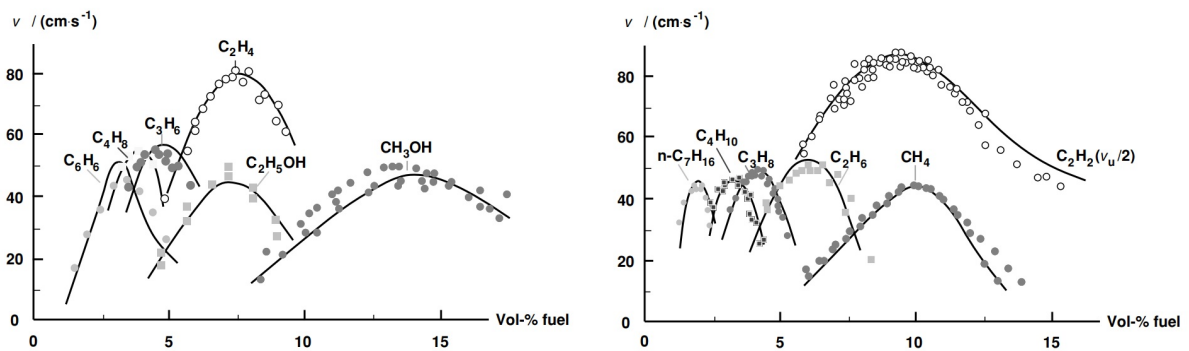 v / (cm·s⁻¹)
C₂H₄
80
60
C₄H₈
C₃H₆
C₆H₆
C₂H₅OH
CH₃OH
40
20
0
0 5 10 15
Vol-% fuel
v / (cm·s⁻¹)
80
60
C₄H₁₀
n-C₇H₁₆
C₃H₈
C₂H₆
CH₄
C₂H₂(vᵤ/2)
40
20
0
0 5 10 15
Vol-% fuel